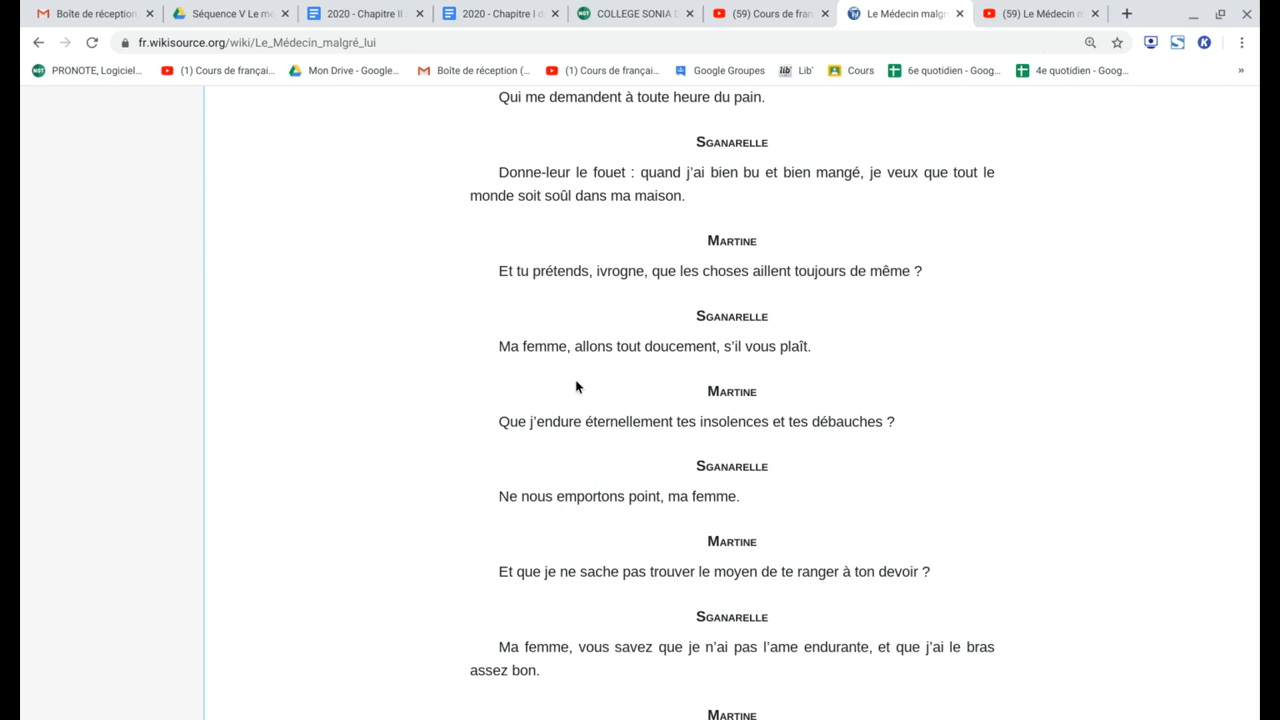 Boîte de réception
Séquence V Le mé
2020 - Chapitre II
2020 - Chapitre I d
COLLEGE SONIA D
(59) Cours de fran
Le Médecin malgr
(59) Le Médecin m
fr.wikisource.org/wiki/Le_Médecin_malgré_lui
PRONOTE, Logiciel...
(1) Cours de françai...
Mon Drive - Google...
Boîte de réception (...
(1) Cours de françai...
Google Groupes
lib' Lib'
Cours
6e quotidien - Goog...
4e quotidien - Goog...
»
Qui me demandent à toute heure du pain.
Sganarelle
Donne-leur le fouet : quand j’ai bien bu et bien mangé, je veux que tout le
monde soit soûl dans ma maison.
Martine
Et tu prétends, ivrogne, que les choses aillent toujours de même ?
Sganarelle
Ma femme, allons tout doucement, s’il vous plaît.
Martine
Que j’endure éternellement tes insolences et tes débauches ?
Sganarelle
Ne nous emportons point, ma femme.
Martine
Et que je ne sache pas trouver le moyen de te ranger à ton devoir ?
Sganarelle
Ma femme, vous savez que je n’ai pas l’ame endurante, et que j’ai le bras
assez bon.
Martine